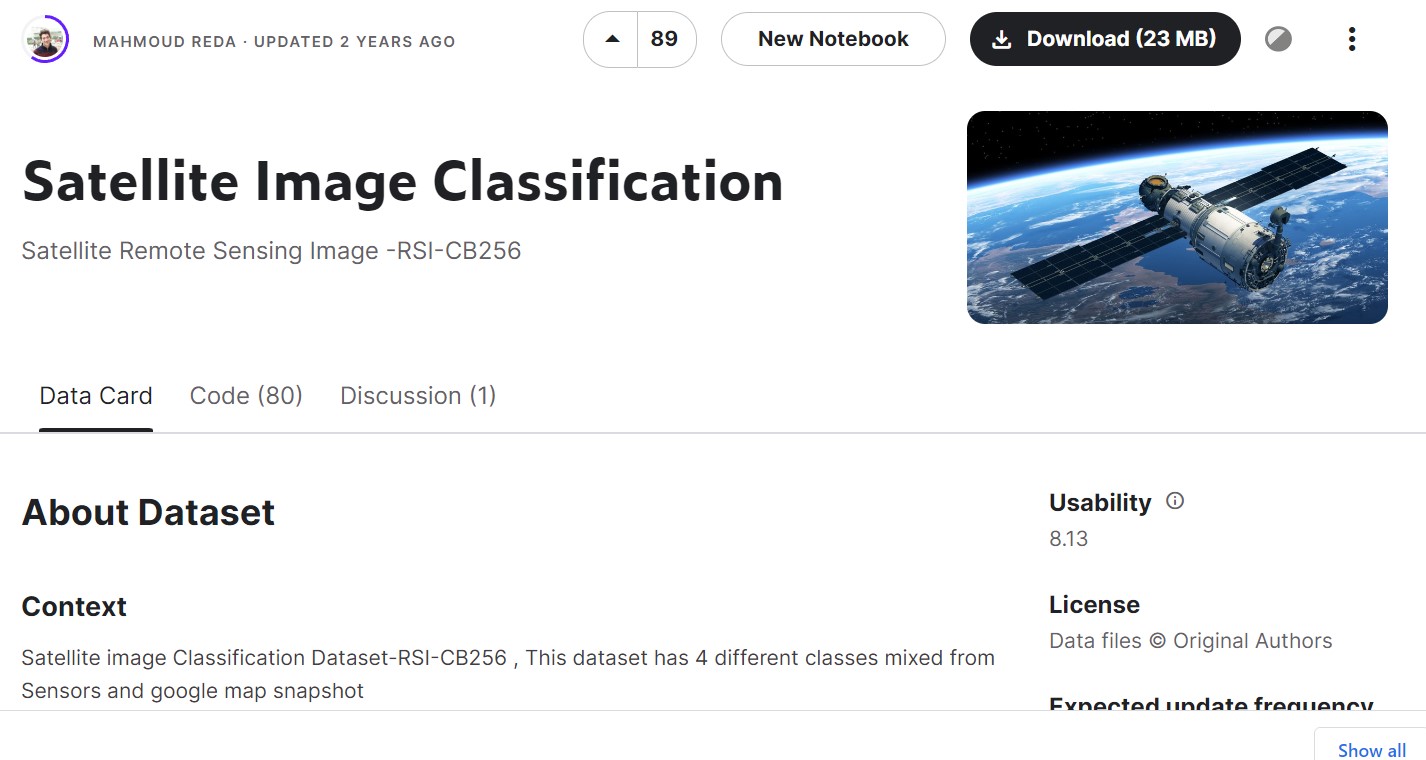 MAHMOUD REDA · UPDATED 2 YEARS AGO
89
New Notebook
Download (23 MB)
Satellite Image Classification
Satellite Remote Sensing Image -RSI-CB256
Data Card
Code (80)
Discussion (1)
About Dataset
Context
Satellite image Classification Dataset-RSI-CB256 , This dataset has 4 different classes mixed from
Sensors and google map snapshot
Usability
8.13
License
Data files © Original Authors
Expected update frequency
Show all